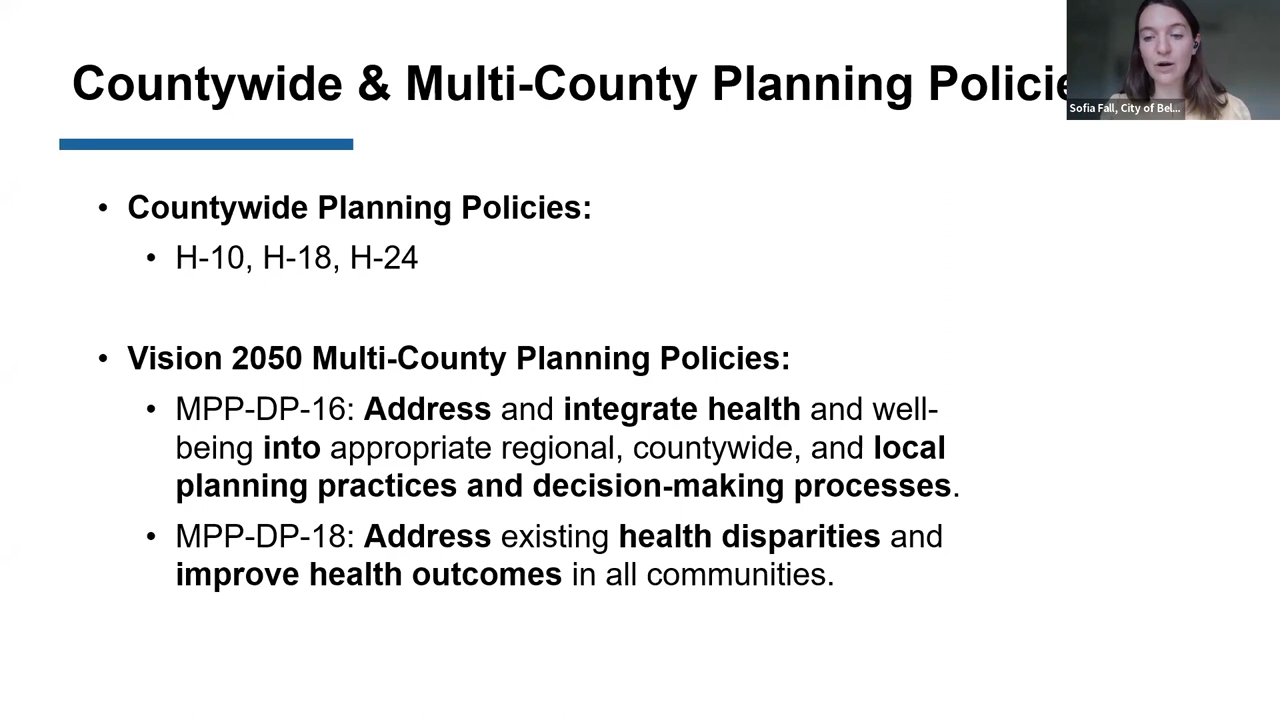 Countywide & Multi-County Planning Policie
Sofia Fall, City of Bel...
• Countywide Planning Policies:
• H-10, H-18, H-24
• Vision 2050 Multi-County Planning Policies:
• MPP-DP-16: Address and integrate health and well-
being into appropriate regional, countywide, and local
planning practices and decision-making processes.
• MPP-DP-18: Address existing health disparities and
improve health outcomes in all communities.